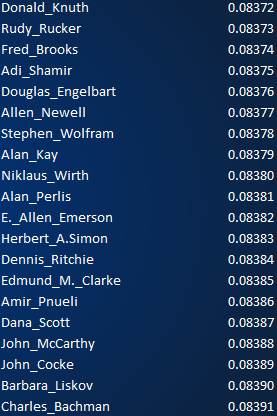 Donald_Knuth 0.08372
Rudy_Rucker 0.08373
Fred_Brooks 0.08374
Adi_Shamir 0.08375
Douglas_Engelbart 0.08376
Allen_Newell 0.08377
Stephen_Wolfram 0.08378
Alan_Kay 0.08379
Niklaus_Wirth 0.08380
Alan_Perlis 0.08381
E._Allen_Emerson 0.08382
Herbert_A.Simon 0.08383
Dennis_Ritchie 0.08384
Edmund_M._Clarke 0.08385
Amir_Pnueli 0.08386
Dana_Scott 0.08387
John_McCarthy 0.08388
John_Cocke 0.08389
Barbara_Liskov 0.08390
Charles_Bachman 0.08391